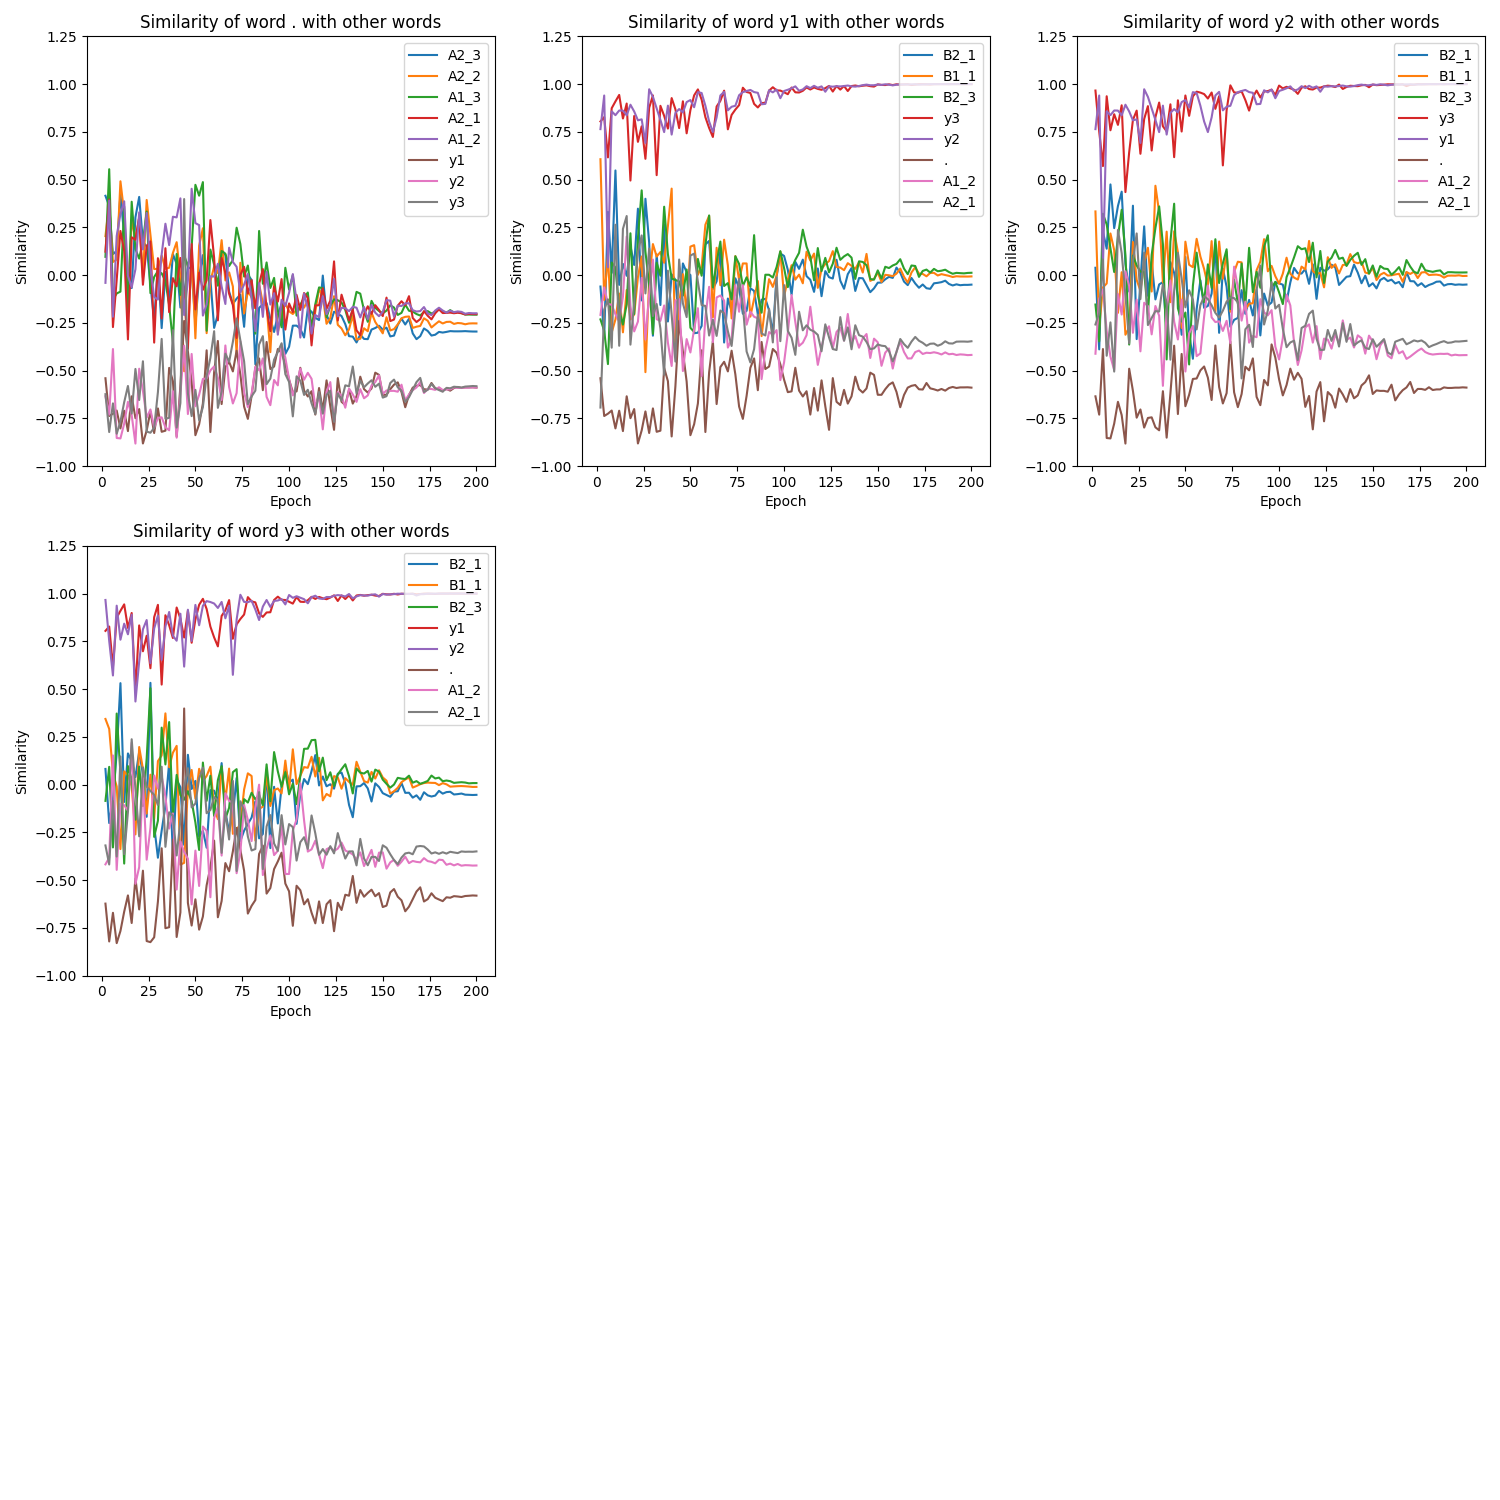 Similarity of word . with other words
1.25
1.00
0.75
0.50
0.25
0.00
−0.25
−0.50
−0.75
−1.00
Similarity
0 25 50 75 100 125 150 175 200
Epoch
A2_3
A2_2
A1_3
A2_1
A1_2
y1
y2
y3
Similarity of word y1 with other words
1.25
1.00
0.75
0.50
0.25
0.00
−0.25
−0.50
−0.75
−1.00
Similarity
0 25 50 75 100 125 150 175 200
Epoch
B2_1
B1_1
B2_3
y3
y2
.
A1_2
A2_1
Similarity of word y2 with other words
1.25
1.00
0.75
0.50
0.25
0.00
−0.25
−0.50
−0.75
−1.00
Similarity
0 25 50 75 100 125 150 175 200
Epoch
B2_1
B1_1
B2_3
y3
y1
.
A1_2
A2_1
Similarity of word y3 with other words
1.25
1.00
0.75
0.50
0.25
0.00
−0.25
−0.50
−0.75
−1.00
Similarity
0 25 50 75 100 125 150 175 200
Epoch
B2_1
B1_1
B2_3
y1
y2
.
A1_2
A2_1